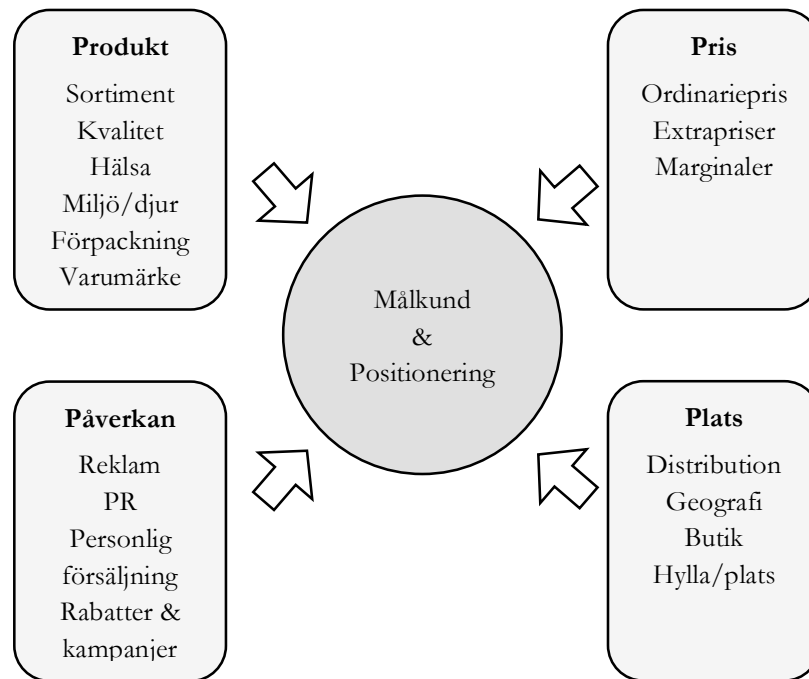 Produkt
Sortiment
Kvalitet
Hälsa
Miljö/djur
Förpackning
Varumärke
Pris
Ordinariepris
Extrapriser
Marginaler
Målkund
&
Positionering
Påverkan
Reklam
PR
Personlig
försäljning
Rabatter &
kampanjer
Plats
Distribution
Geografi
Butik
Hylla/plats